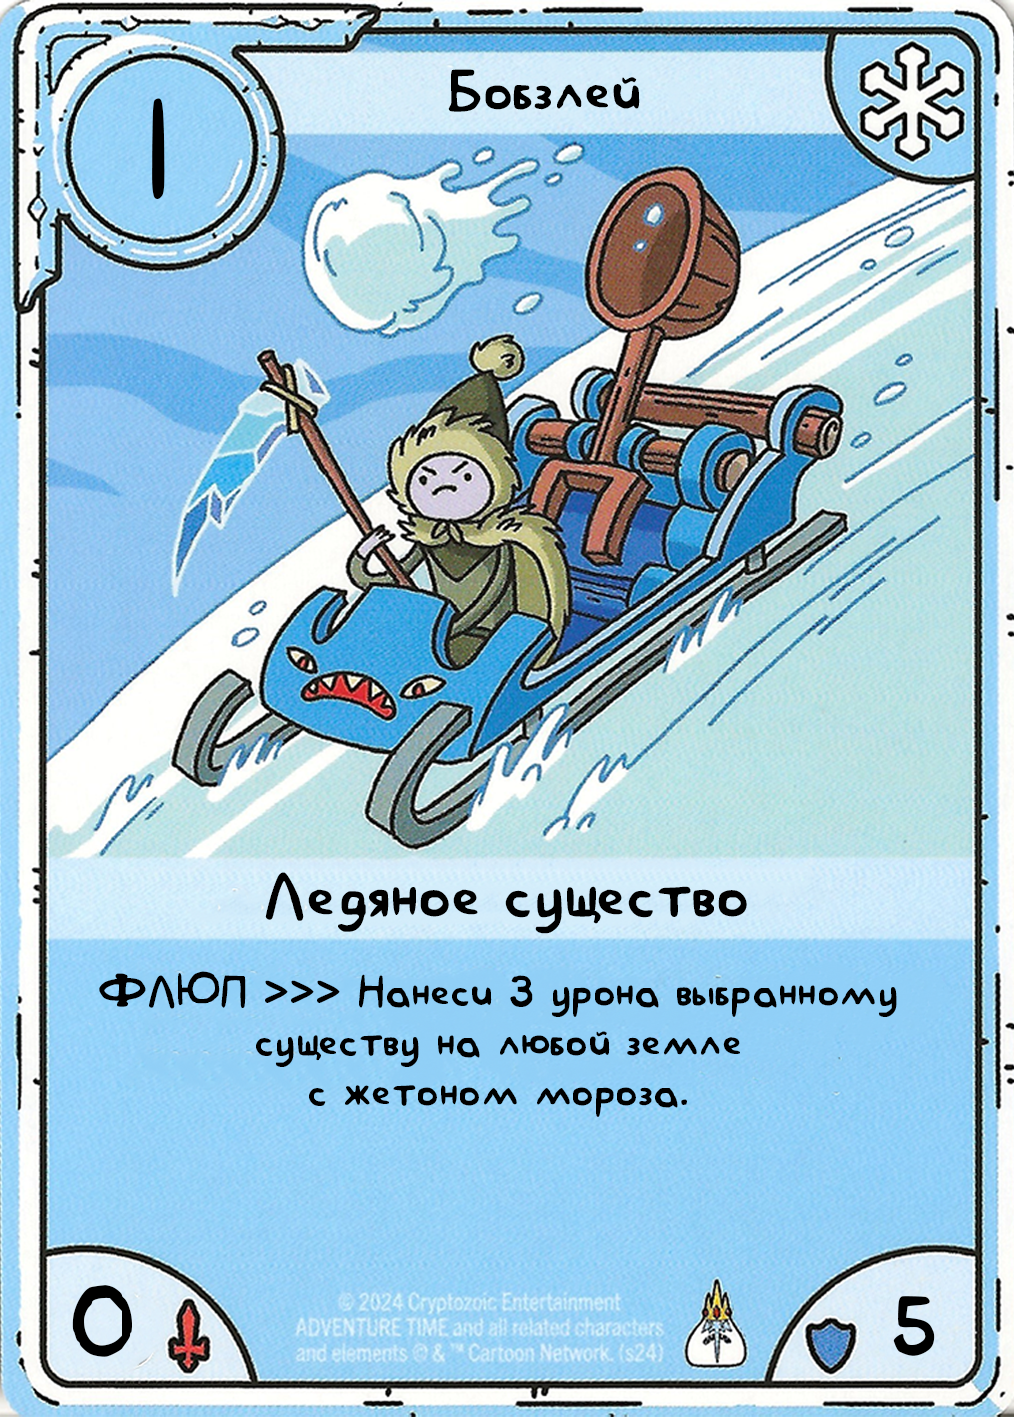 1
Бобзлей
Ледяное существо
ФЛЮП >>> Нанеси 3 урона выбранному
существу на любой земле
с жетоном мороза.
0
5
© 2024 Cryptozoic Entertainment
ADVENTURE TIME and all related characters
and elements © & ™ Cartoon Network. (s24)